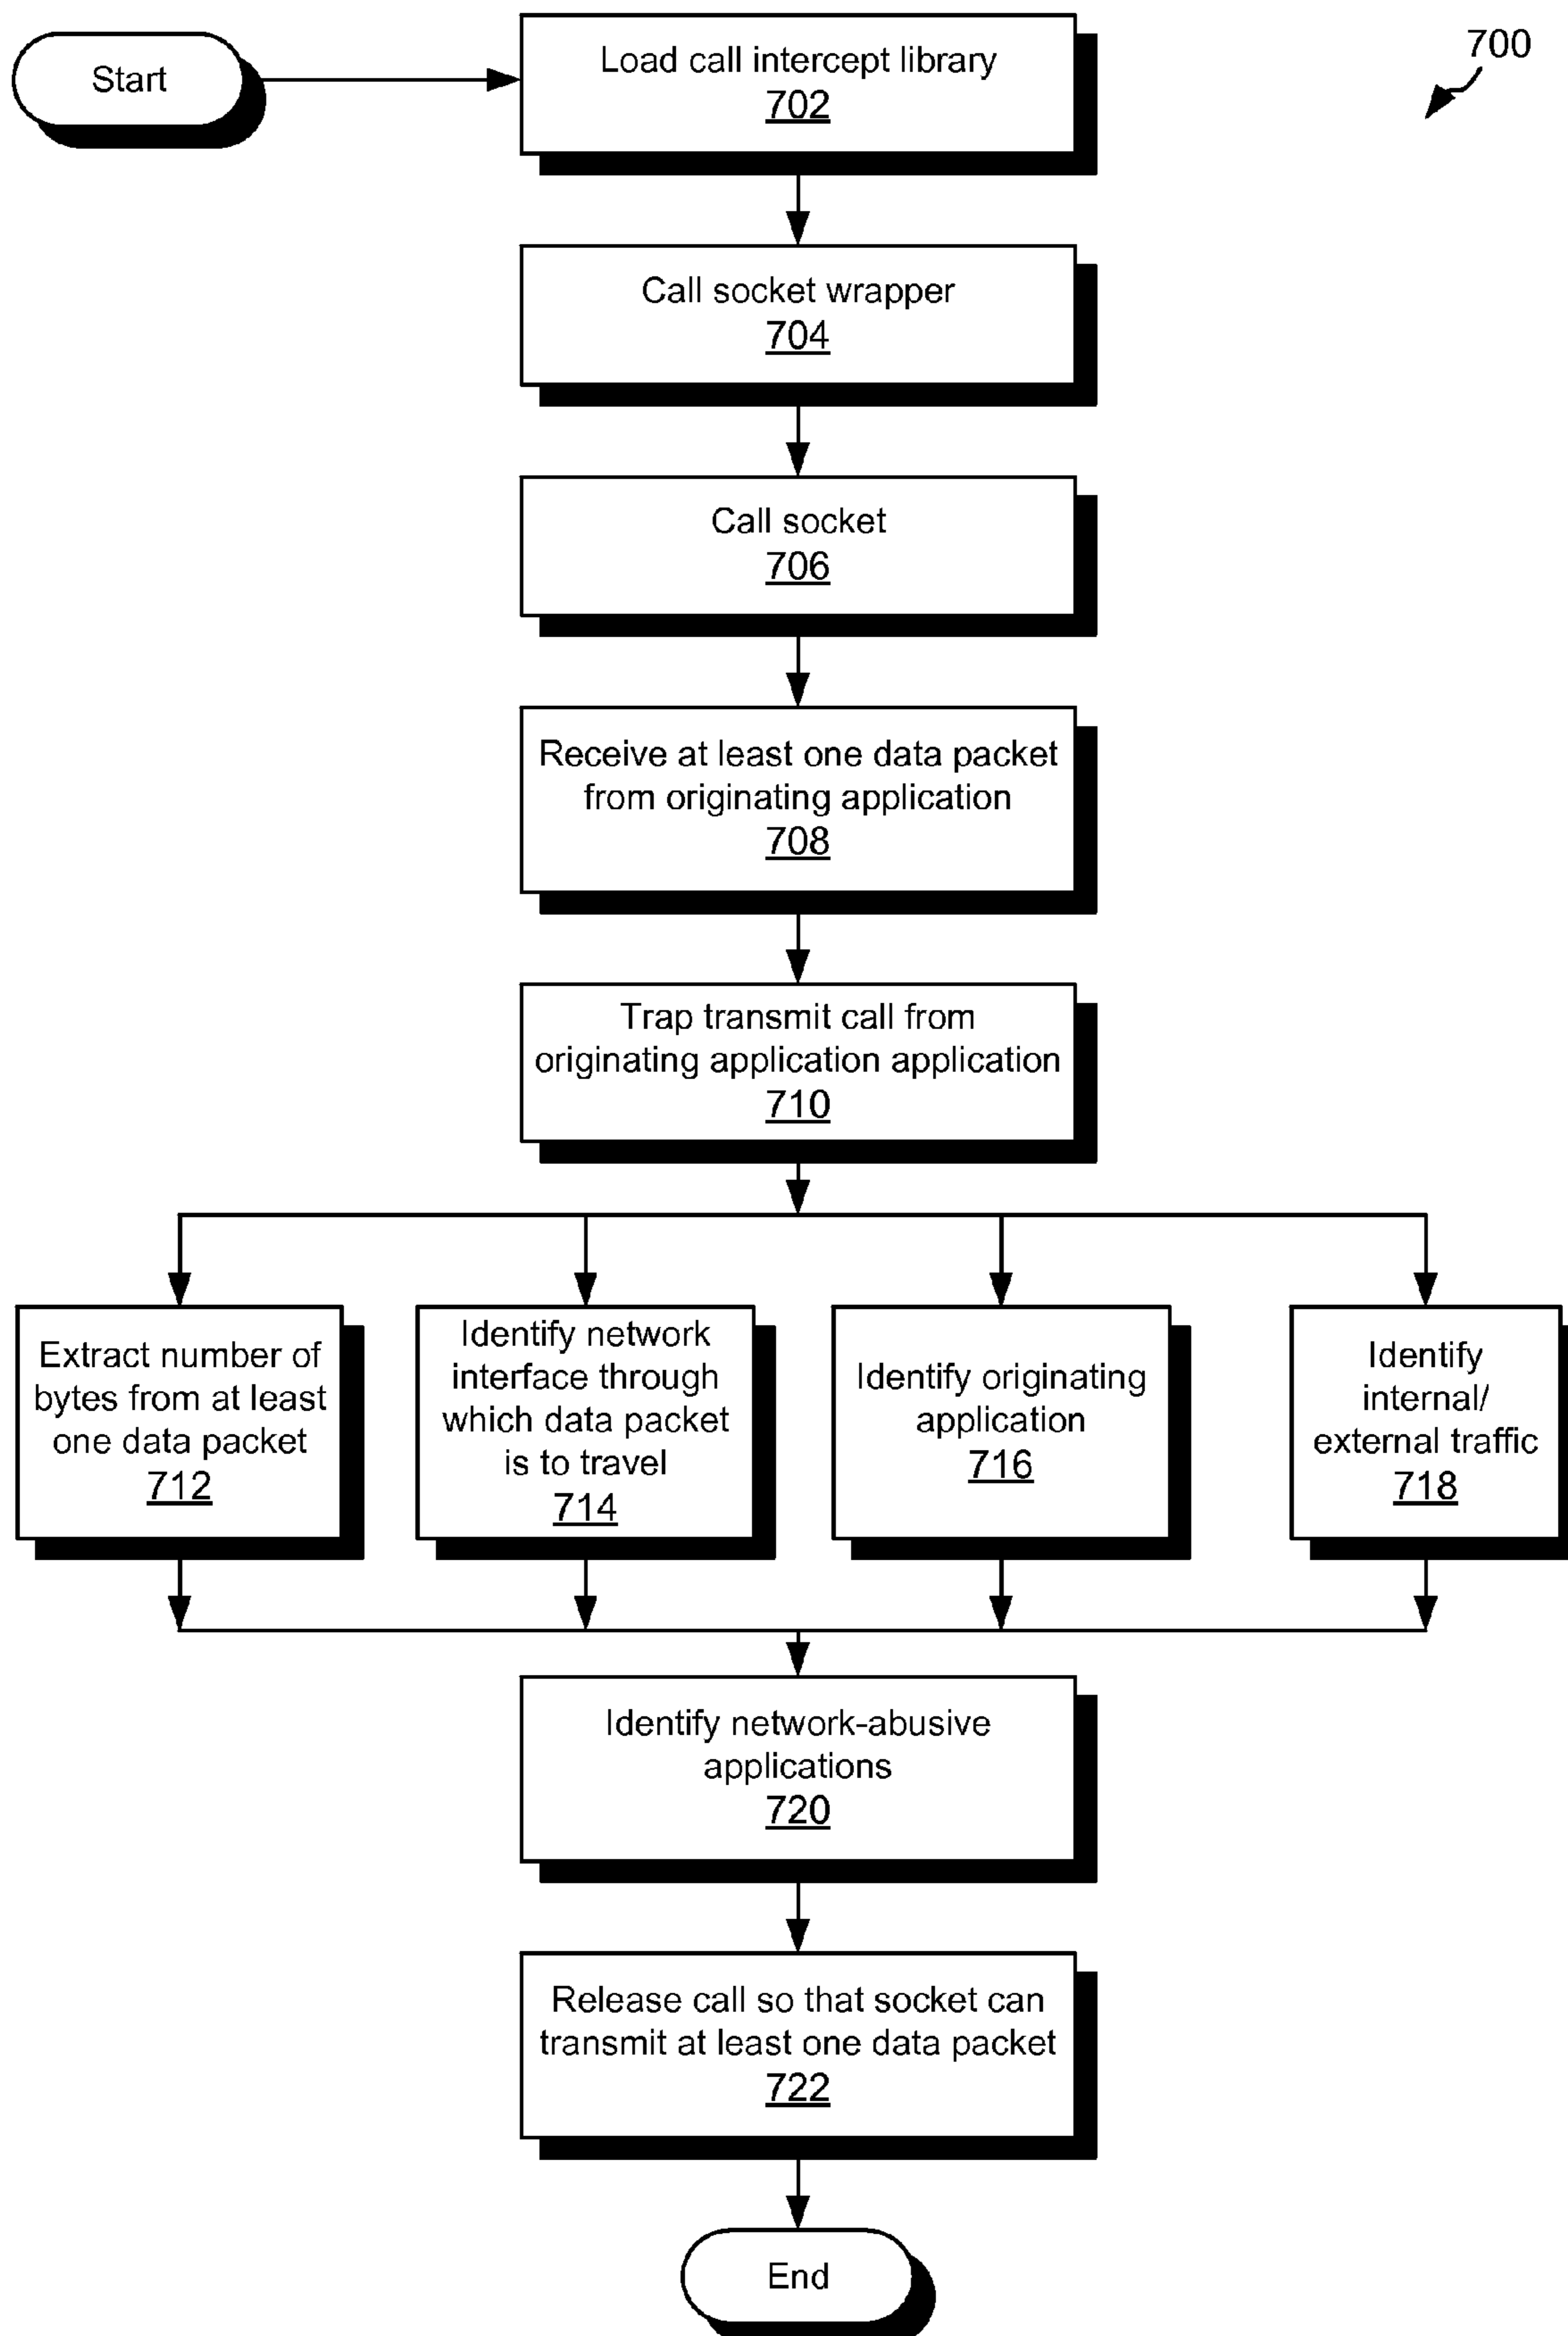 Start
Load call intercept library
702
700
Call socket wrapper
704
Call socket
706
Receive at least one data packet
from originating application
708
Trap transmit call from
originating application application
710
Extract number of
bytes from at least
one data packet
712
Identify network
interface through
which data packet
is to travel
714
Identify originating
application
716
Identify
internal/
external traffic
718
Identify network-abusive
applications
720
Release call so that socket can
transmit at least one data packet
722
End